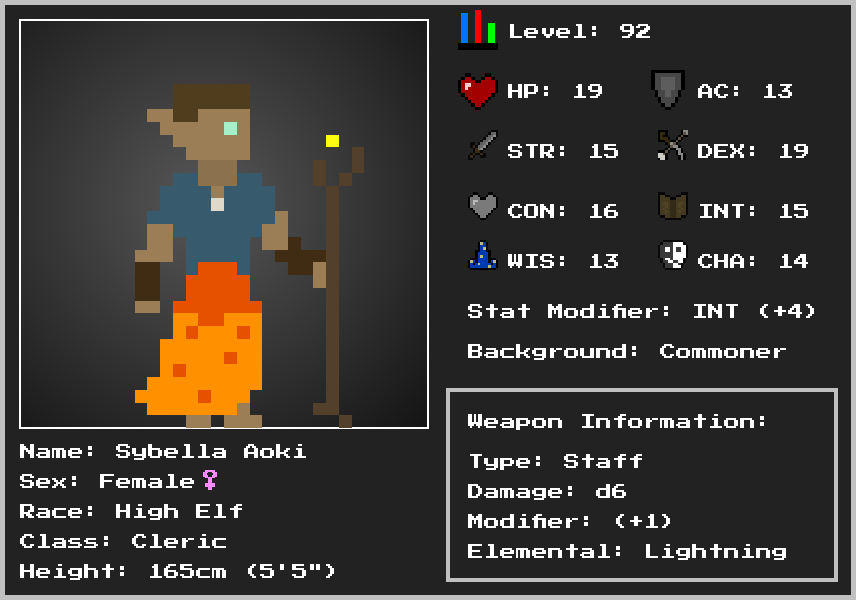 Level: 92
HP: 19 AC: 13
STR: 15 DEX: 19
CON: 16 INT: 15
WIS: 13 CHA: 14
Stat Modifier: INT (+4)
Background: Commoner
Weapon Information:
Type: Staff
Damage: d6
Modifier: (+1)
Elemental: Lightning
Name: Sybella Aoki
Sex: Female♀
Race: High Elf
Class: Cleric
Height: 165cm (5'5")